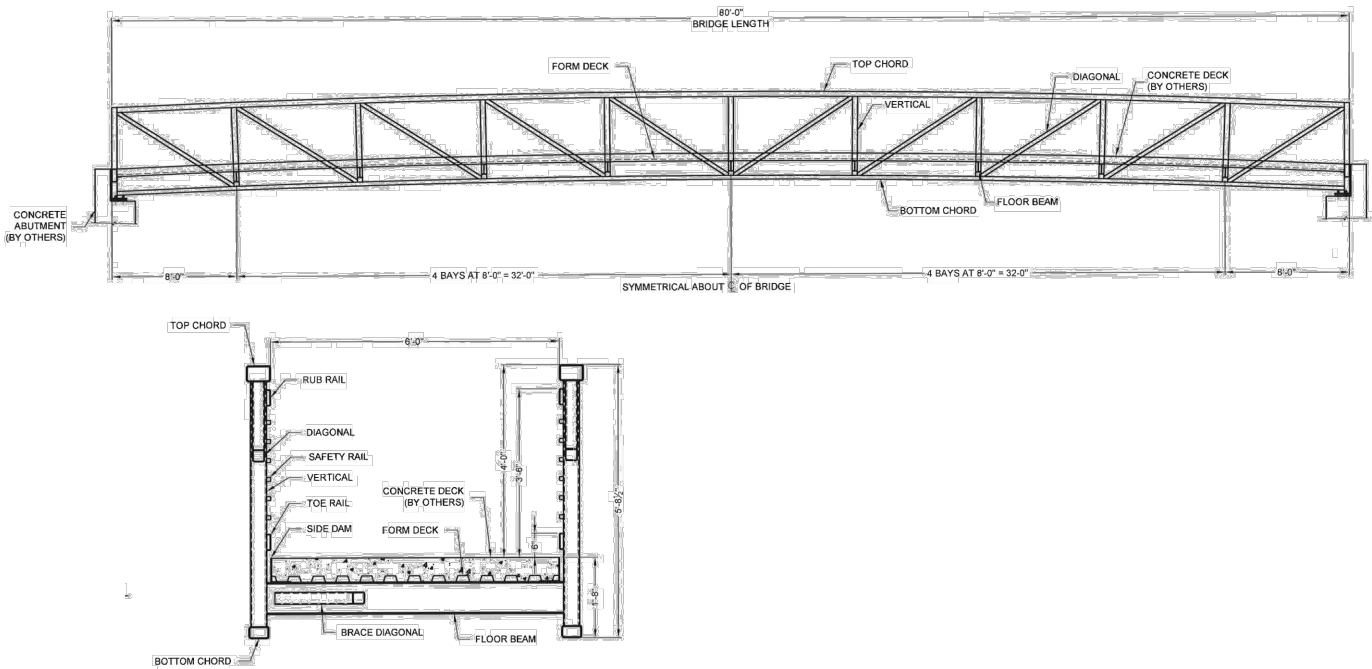 80'-0"
BRIDGE LENGTH
FORM DECK
TOP CHORD
DIAGONAL
CONCRETE DECK
(BY OTHERS)
VERTICAL
CONCRETE
ABUTMENT
(BY OTHERS)
BOTTOM CHORD
FLOOR BEAM
8'-0"
4 BAYS AT 8'-0" = 32'-0"
4 BAYS AT 8'-0" = 32-0"
8'-0"
SYMMETRICAL ABOUT ℄ OF BRIDGE
TOP CHORD
6'-0"
RUB RAIL
DIAGONAL
SAFETY RAIL
VERTICAL
TOE RAIL
SIDE DAM
CONCRETE DECK
(BY OTHERS)
FORM DECK
4'-0"
3'-6"
6"
5'-8½"
1'-8"
BRACE DIAGONAL
FLOOR BEAM
BOTTOM CHORD